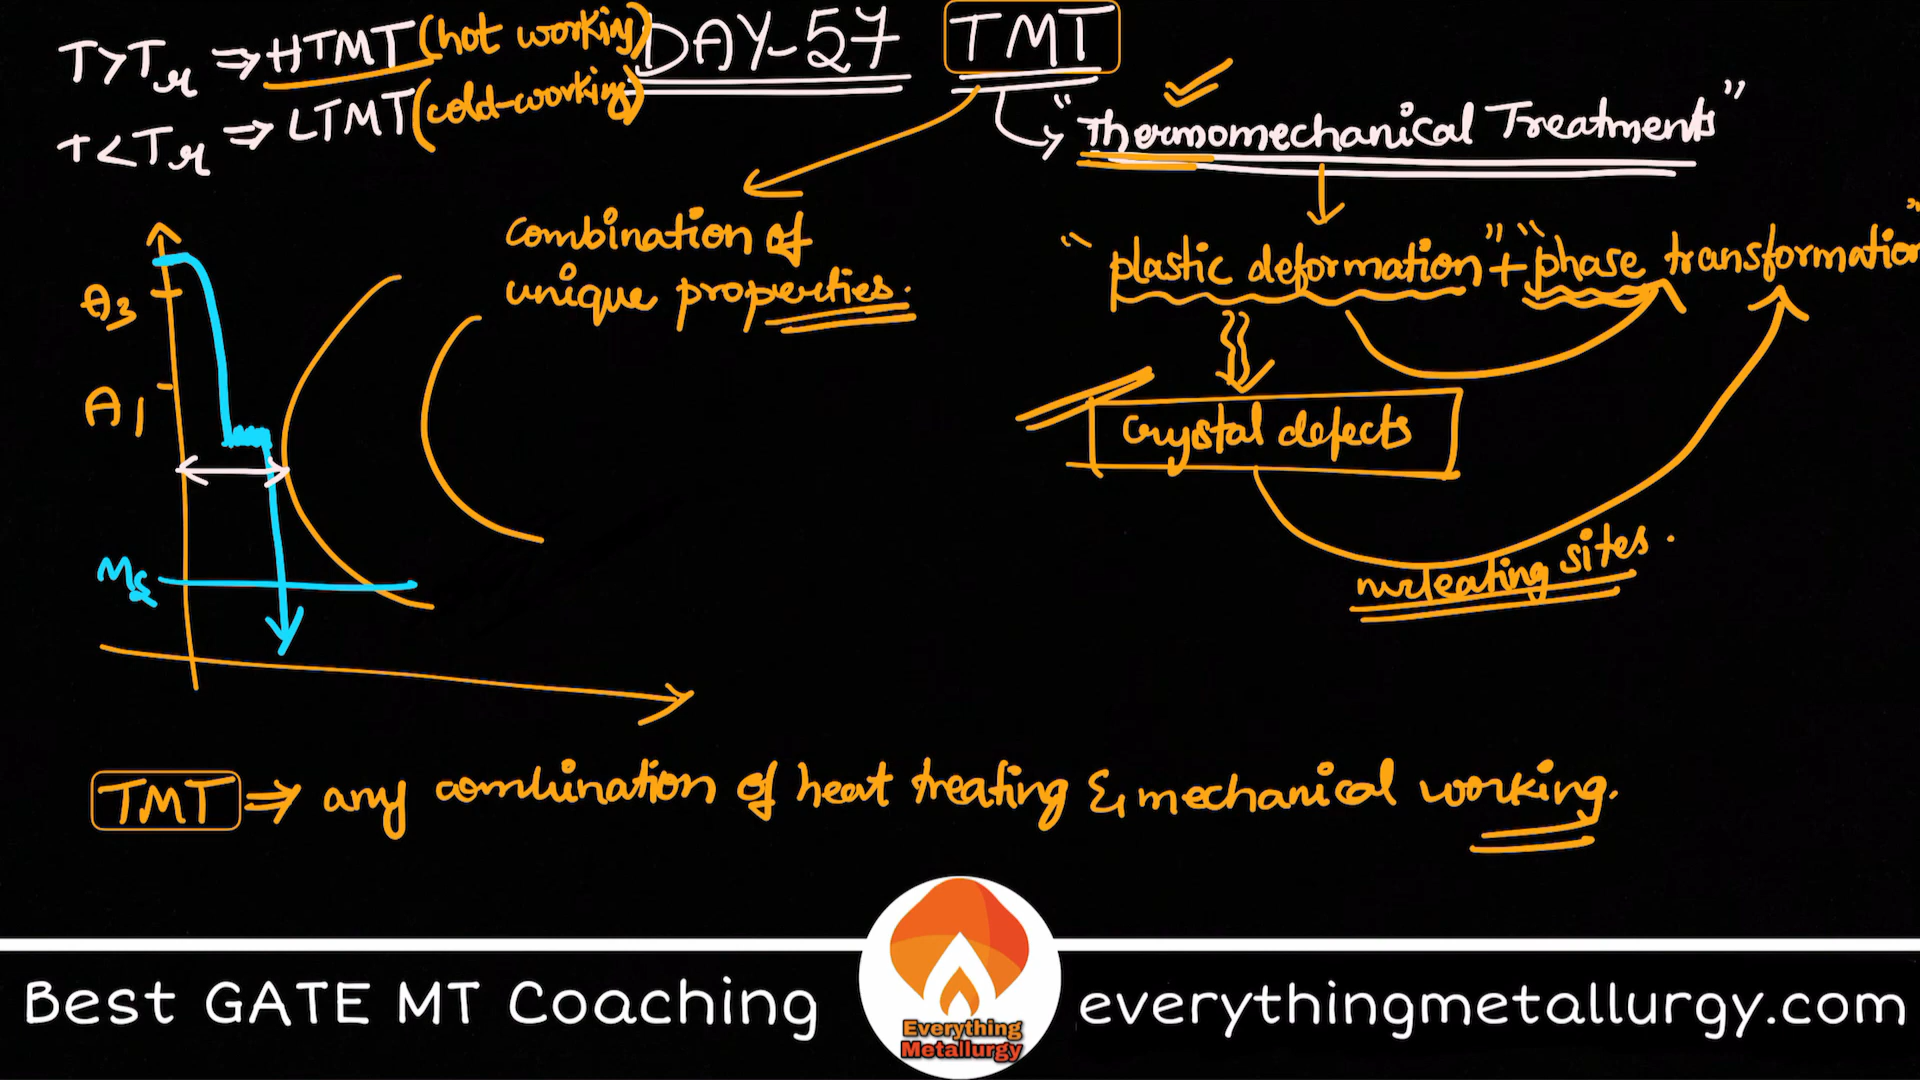 T>Tr ⇒ HTMT (hot working)
T<Tr ⇒ LTMT (cold-working)
DAY-57 TMT
"Thermomechanical Treatments"
Combination of
unique properties.
"plastic deformation" + "phase transformation"
Crystal defects
nucleating sites.
A3
A1
Ms
TMT ⇒ any combination of heat treating & mechanical working.
Best GATE MT Coaching
Everything
Metallurgy
everythingmetallurgy.com